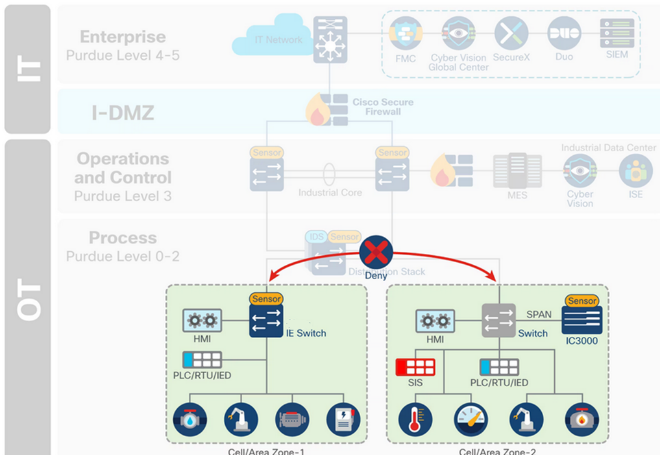 IT
Enterprise
Purdue Level 4-5
IT Network
FMC
Cyber Vision
Global Center
SecureX
Duo
SIEM
I-DMZ
Cisco Secure
Firewall
OT
Operations
and Control
Purdue Level 3
Sensor
Sensor
Industrial Core
Industrial Data Center
MES
Cyber
Vision
ISE
Process
Purdue Level 0-2
IDS
Sensor
Distribution Stack
Deny
Sensor
HMI
IE Switch
PLC/RTU/IED
Cell/Area Zone-1
HMI
Switch
SPAN
Sensor
IC3000
SIS
PLC/RTU/IED
Cell/Area Zone-2